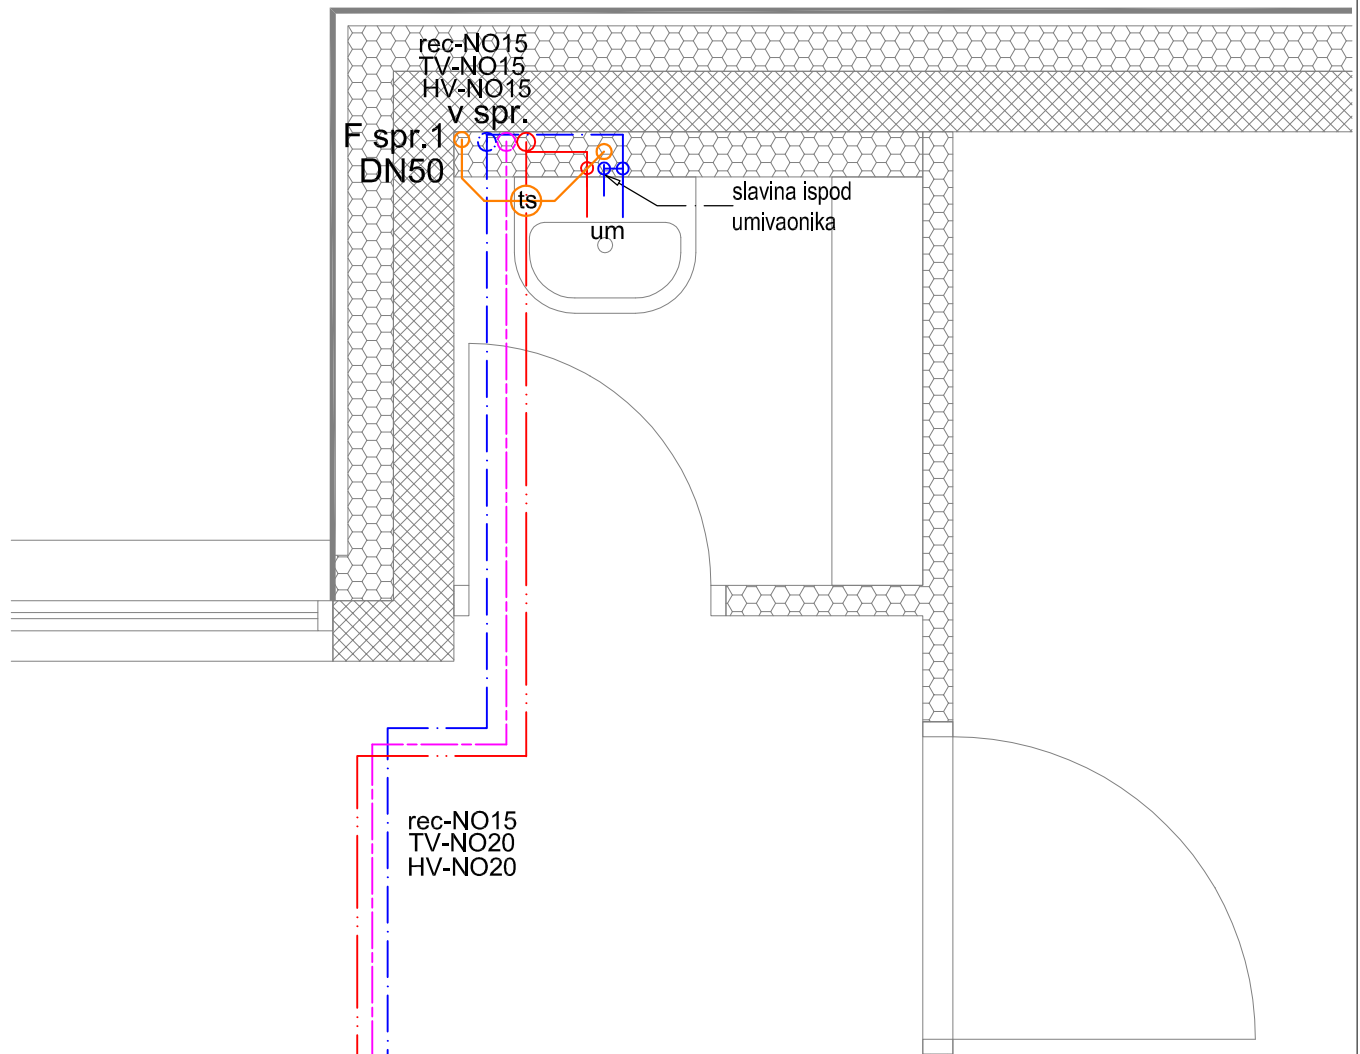 rec-NO15
TV-NO15
HV-NO15
v spr.
F spr.1
DN50
ts
slavina ispod
umivaonika
um
rec-NO15
TV-NO20
HV-NO20